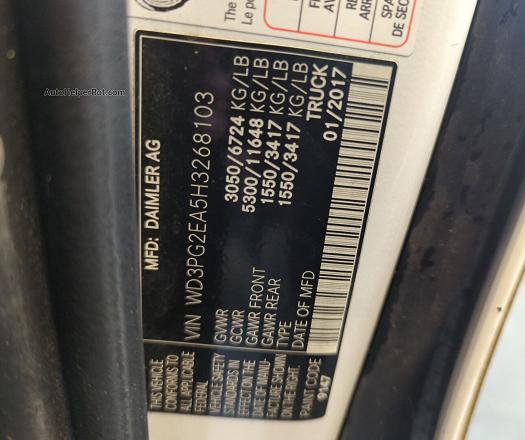 AutoHelperBot.com
The
Le p
MFD: DAIMLER AG
VIN WD3PG2EA5H3268103
GVWR 3050/6724 KG/LB
GCWR 5300/11648 KG/LB
GAWR FRONT 1550/3417 KG/LB
GAWR REAR 1550/3417 KG/LB
TYPE TRUCK
DATE OF MFD 01/2017
THIS VEHICLE
CONFORMS TO
ALL APPLICABLE
FEDERAL
VEHICLE SAFETY
STANDARDS IN
EFFECT ON THE
DATE OF MANU-
FACTURE SHOWN
ON THE RIGHT.
PAINT CODE
9147